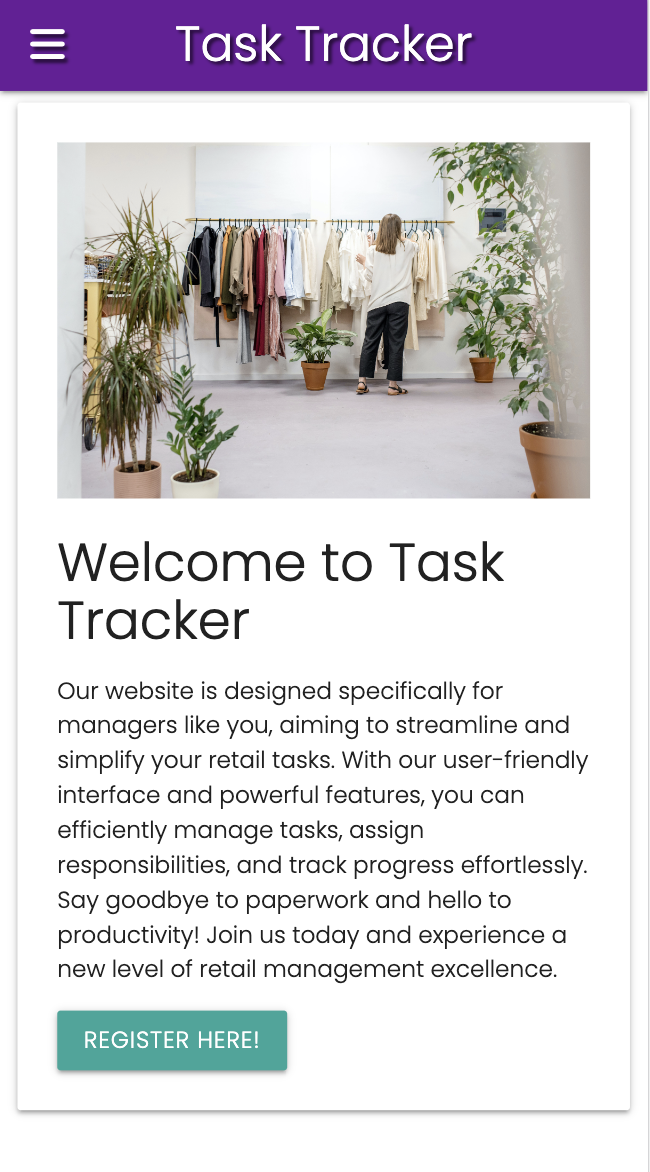 Task Tracker
Welcome to Task
Tracker
Our website is designed specifically for
managers like you, aiming to streamline and
simplify your retail tasks. With our user-friendly
interface and powerful features, you can
efficiently manage tasks, assign
responsibilities, and track progress effortlessly.
Say goodbye to paperwork and hello to
productivity! Join us today and experience a
new level of retail management excellence.
REGISTER HERE!